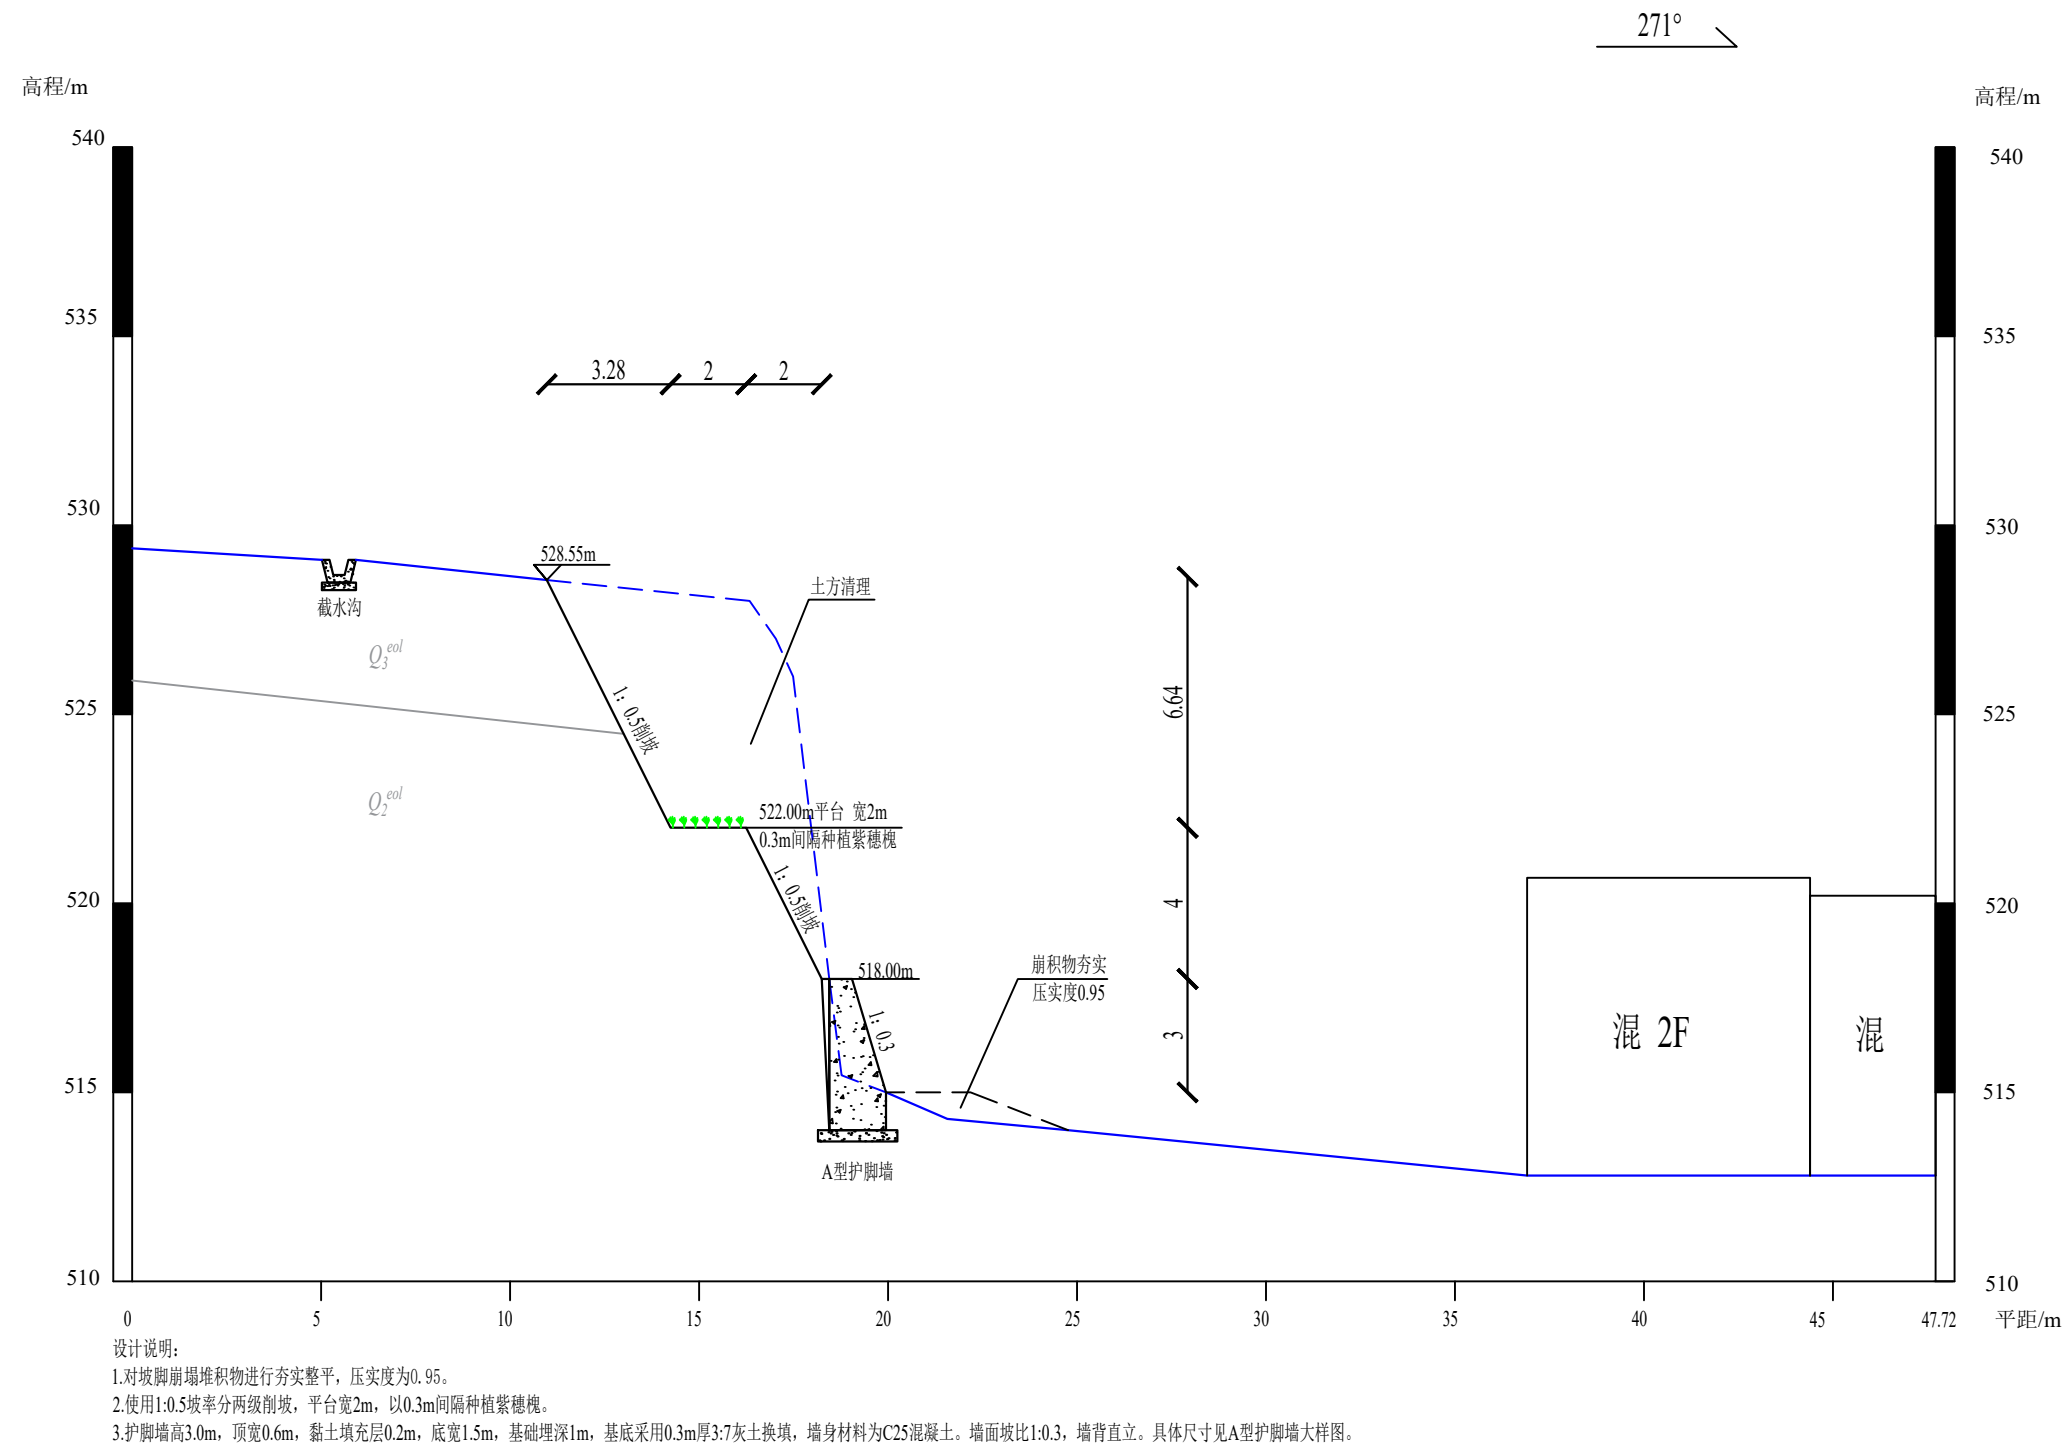 271°
高程/m
高程/m
540
540
535
535
3.28
2
2
530
530
528.55m
土方清理
截水沟
Q₃ᵉᵒˡ
1：0.5削坡
6.64
525
525
Q₂ᵉᵒˡ
522.00m平台 宽2m
0.3m间隔种植紫穗槐
1：0.5削坡
4
520
520
518.00m
崩积物夯实
压实度0.95
1：0.3
3
混 2F
混
515
515
A型护脚墙
510
510
0
5
10
15
20
25
30
35
40
45
47.72
平距/m
设计说明：
1.对坡脚崩塌堆积物进行夯实整平，压实度为0.95。
2.使用1:0.5坡率分两级削坡，平台宽2m，以0.3m间隔种植紫穗槐。
3.护脚墙高3.0m，顶宽0.6m，黏土填充层0.2m，底宽1.5m，基础埋深1m，基底采用0.3m厚3:7灰土换填，墙身材料为C25混凝土。墙面坡比1:0.3，墙背直立。具体尺寸见A型护脚墙大样图。